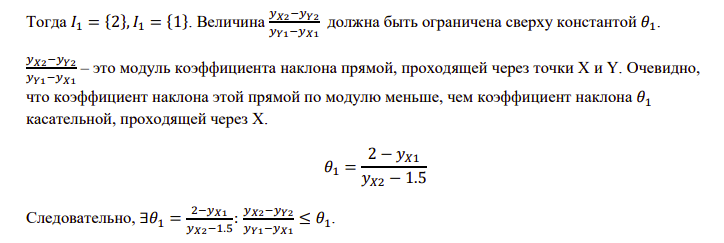 Тогда $I_1 = \{2\}, I_1 = \{1\}$. Величина $\frac{y_{X2}-y_{Y2}}{y_{Y1}-y_{X1}}$ должна быть ограничена сверху константой $\theta_1$.
$\frac{y_{X2}-y_{Y2}}{y_{Y1}-y_{X1}}$ – это модуль коэффициента наклона прямой, проходящей через точки X и Y. Очевидно,
что коэффициент наклона этой прямой по модулю меньше, чем коэффициент наклона $\theta_1$
касательной, проходящей через X.
$\theta_1 = \frac{2 - y_{X1}}{y_{X2} - 1.5}$
Следовательно, $\exists \theta_1 = \frac{2-y_{X1}}{y_{X2}-1.5} : \frac{y_{X2}-y_{Y2}}{y_{Y1}-y_{X1}} \leq \theta_1$.